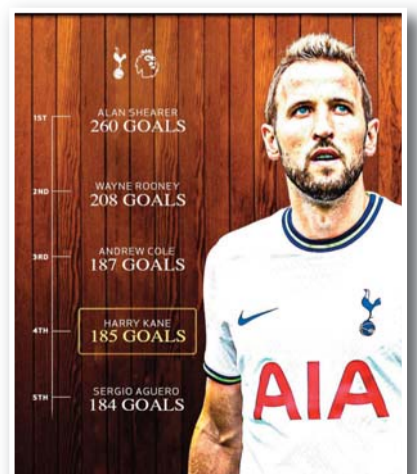 1ST
ALAN SHEARER
260 GOALS
2ND
WAYNE ROONEY
208 GOALS
3RD
ANDREW COLE
187 GOALS
4TH
HARRY KANE
185 GOALS
5TH
SERGIO AGUERO
184 GOALS
AIA